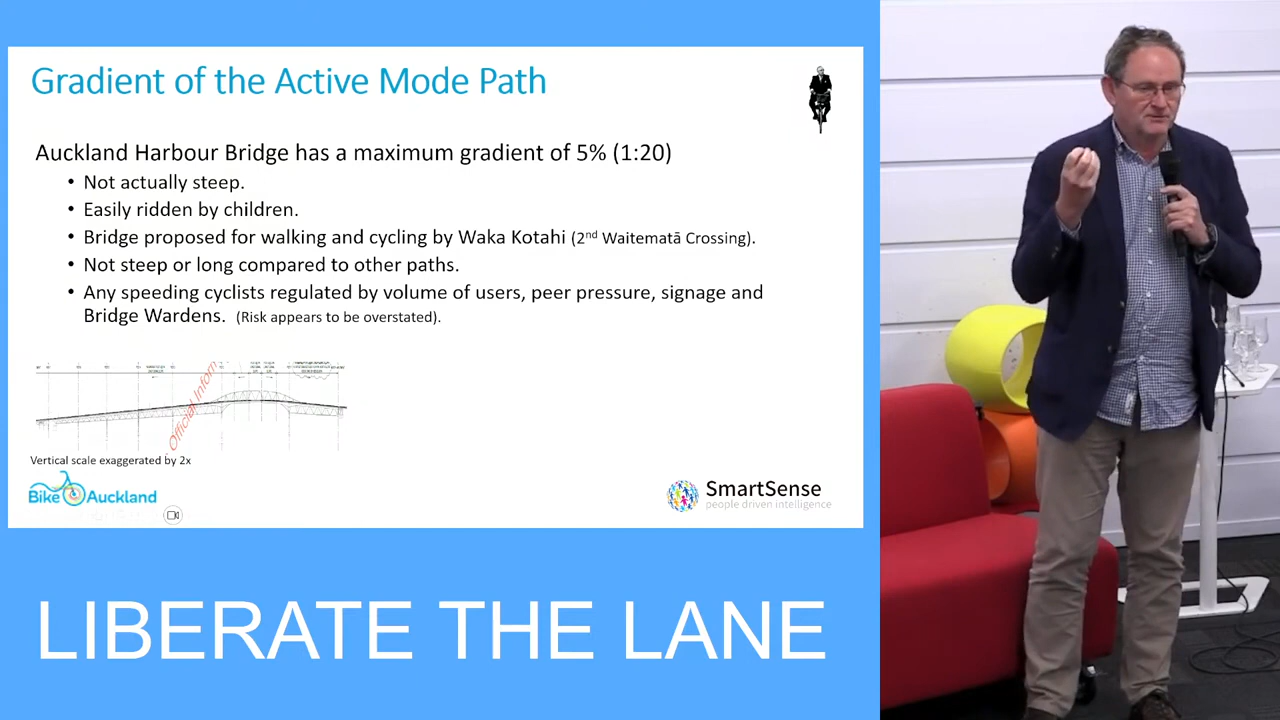 Gradient of the Active Mode Path
Auckland Harbour Bridge has a maximum gradient of 5% (1:20)
• Not actually steep.
• Easily ridden by children.
• Bridge proposed for walking and cycling by Waka Kotahi (2nd Waitematā Crossing).
• Not steep or long compared to other paths.
• Any speeding cyclists regulated by volume of users, peer pressure, signage and
Bridge Wardens. (Risk appears to be overstated).
Official Inform
Vertical scale exaggerated by 2x
Bike Auckland
SmartSense
people driven intelligence
LIBERATE THE LANE